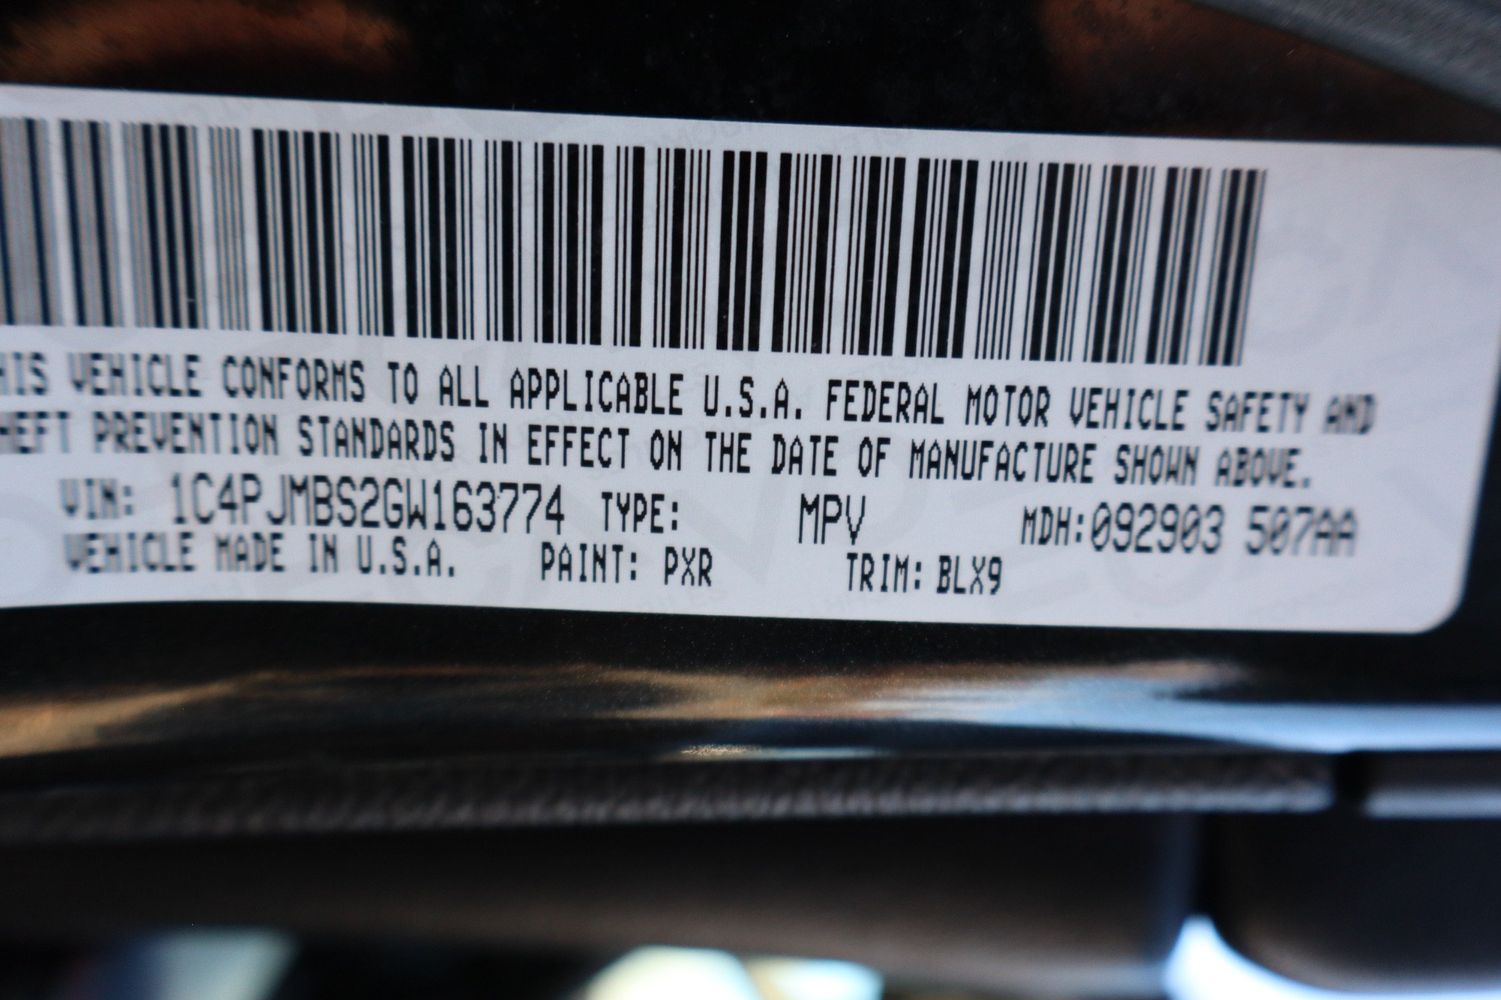 HIS VEHICLE CONFORMS TO ALL APPLICABLE U.S.A. FEDERAL MOTOR VEHICLE SAFETY AND
HEFT PREVENTION STANDARDS IN EFFECT ON THE DATE OF MANUFACTURE SHOWN ABOVE.
VIN: 1C4PJMBS2GW163774 TYPE: MPV MDH:092903 507AA
VEHICLE MADE IN U.S.A. PAINT: PXR TRIM: BLX9